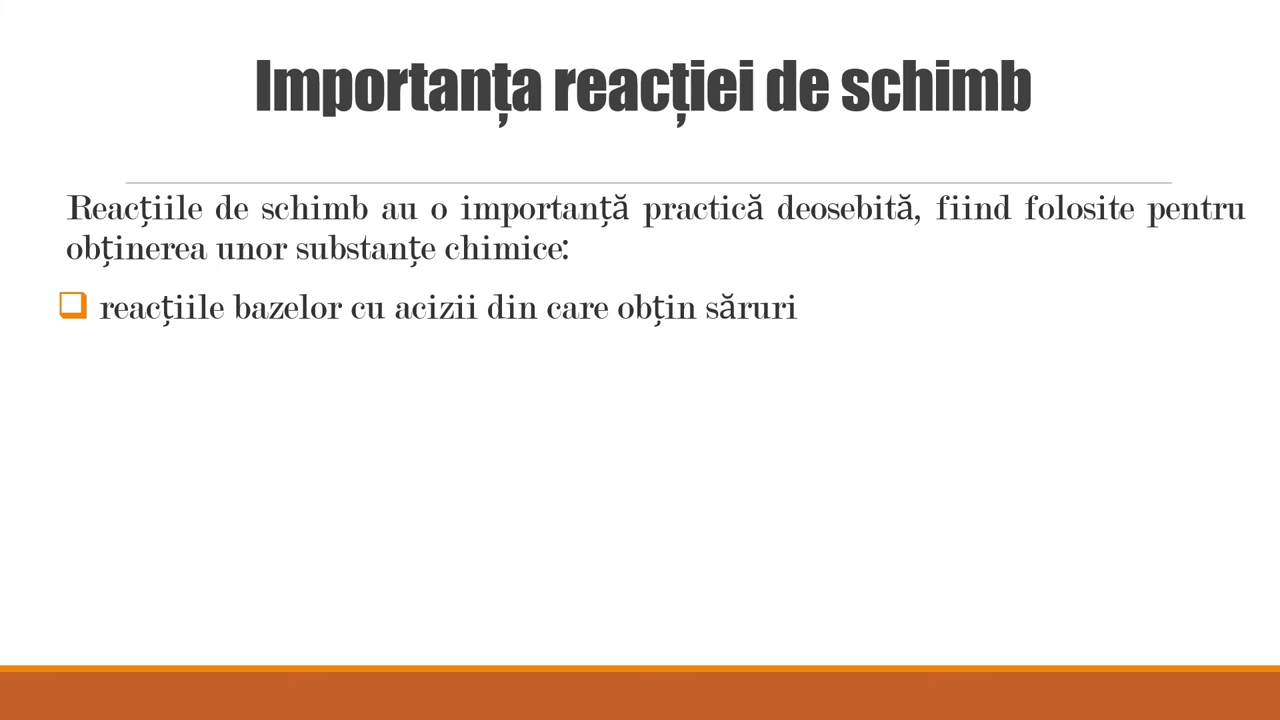 Importanța reacției de schimb
Reacțiile de schimb au o importanță practică deosebită, fiind folosite pentru
obținerea unor substanțe chimice:
reacțiile bazelor cu acizii din care obțin săruri